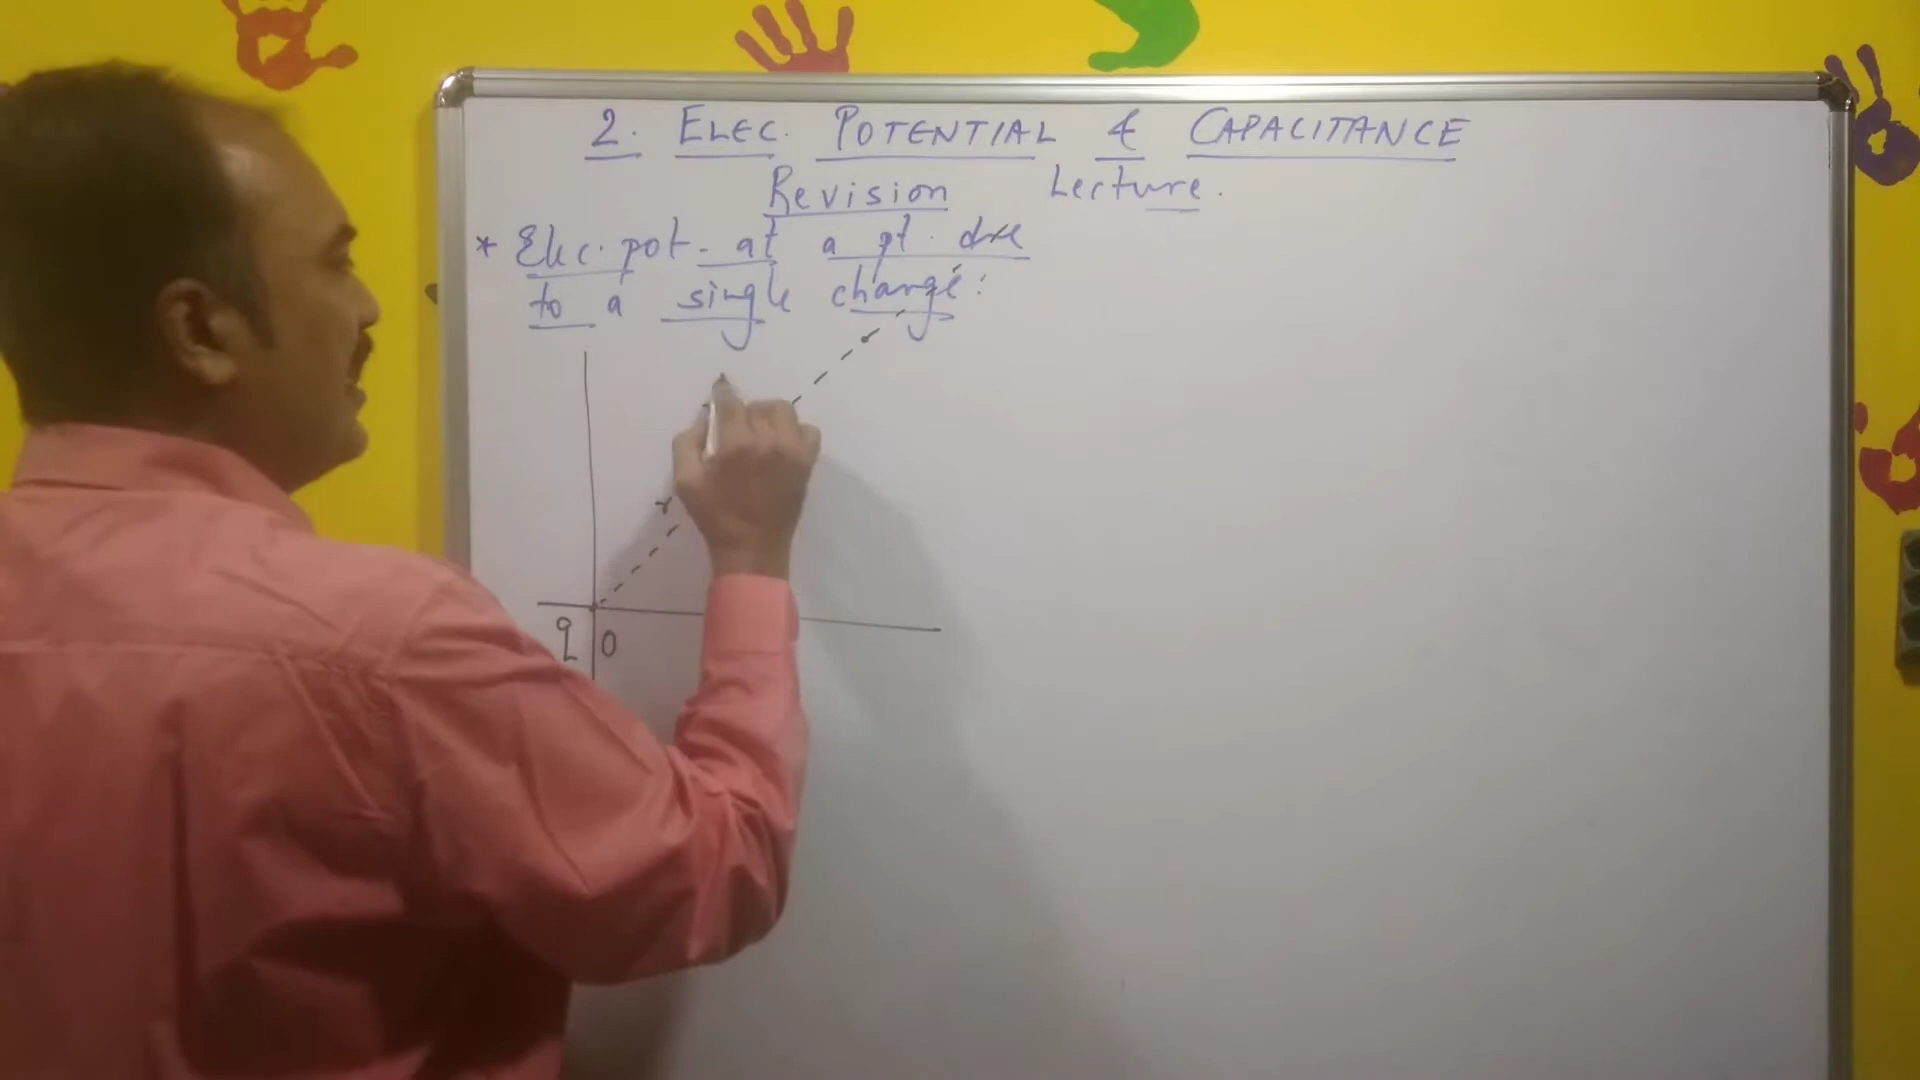 2. ELEC. POTENTIAL & CAPACITANCE
Revision Lecture.
* Elec. pot. at a pt. due
to a single charge:
r
q O